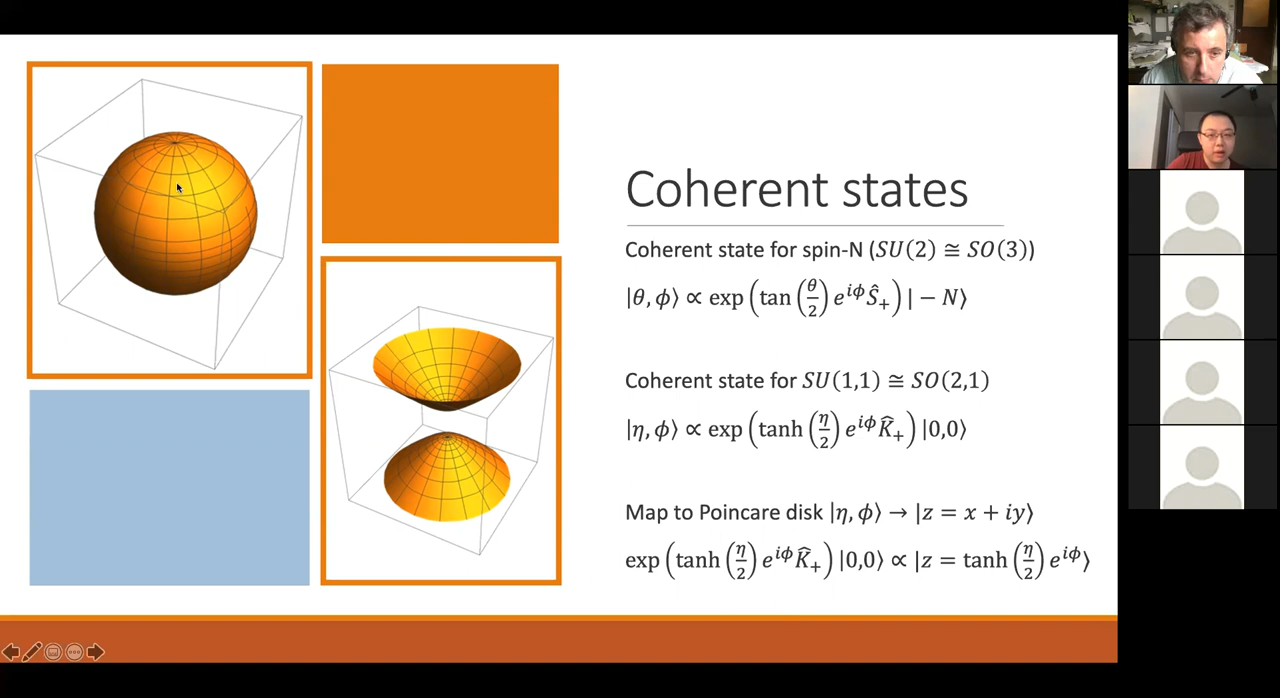 Coherent states
Coherent state for spin-N (SU(2) ≅ SO(3))
|θ, ϕ⟩ ∝ exp (tan (θ/2) e^{iϕ} Ŝ₊) | − N⟩
Coherent state for SU(1,1) ≅ SO(2,1)
|η, ϕ⟩ ∝ exp (tanh (η/2) e^{iϕ} K̂₊) |0,0⟩
Map to Poincare disk |η, ϕ⟩ → |z = x + iy⟩
exp (tanh (η/2) e^{iϕ} K̂₊) |0,0⟩ ∝ |z = tanh (η/2) e^{iϕ}⟩